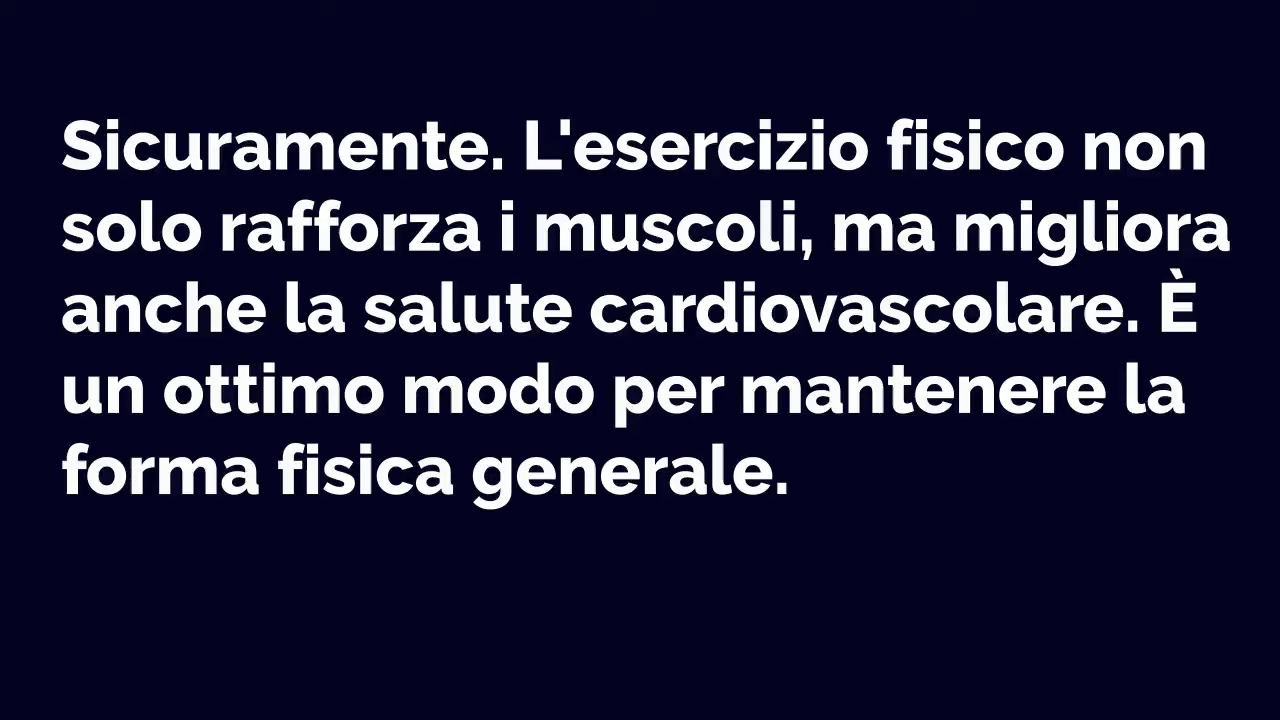 Sicuramente. L'esercizio fisico non
solo rafforza i muscoli, ma migliora
anche la salute cardiovascolare. È
un ottimo modo per mantenere la
forma fisica generale.